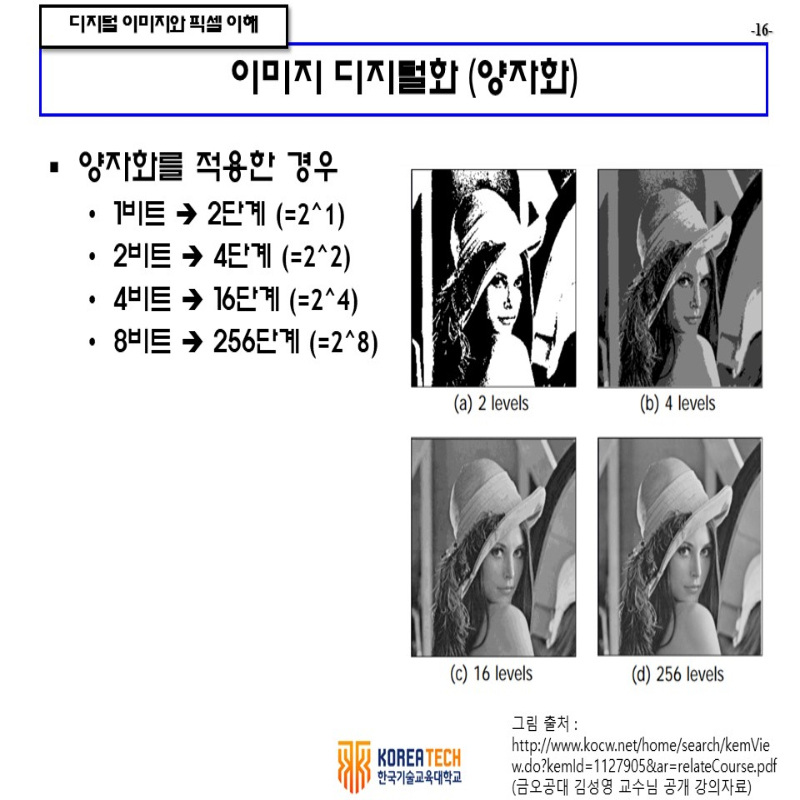 디지털 이미지와 픽셀 이해
-16-
이미지 디지털화 (양자화)
▪ 양자화를 적용한 경우
• 1비트 → 2단계 (=2^1)
• 2비트 → 4단계 (=2^2)
• 4비트 → 16단계 (=2^4)
• 8비트 → 256단계 (=2^8)
(a) 2 levels
(b) 4 levels
(c) 16 levels
(d) 256 levels
그림 출처 :
http://www.kocw.net/home/search/kemVie
w.do?kemId=1127905&ar=relateCourse.pdf
(금오공대 김성영 교수님 공개 강의자료)
KOREATECH
한국기술교육대학교